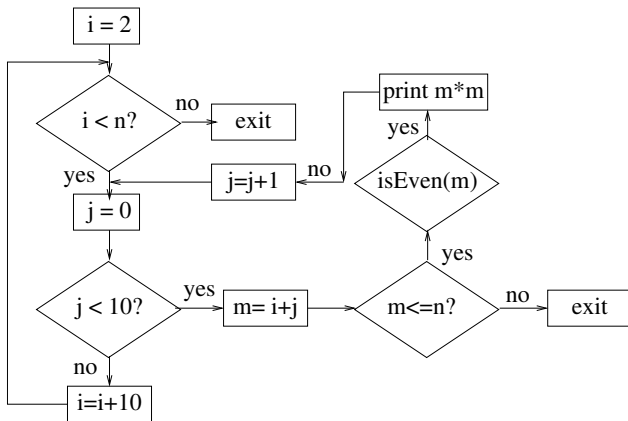 i = 2
i < n?
no
exit
yes
j = 0
j=j+1
no
print m*m
yes
isEven(m)
yes
j < 10?
yes
m= i+j
m<=n?
no
exit
no
i=i+10